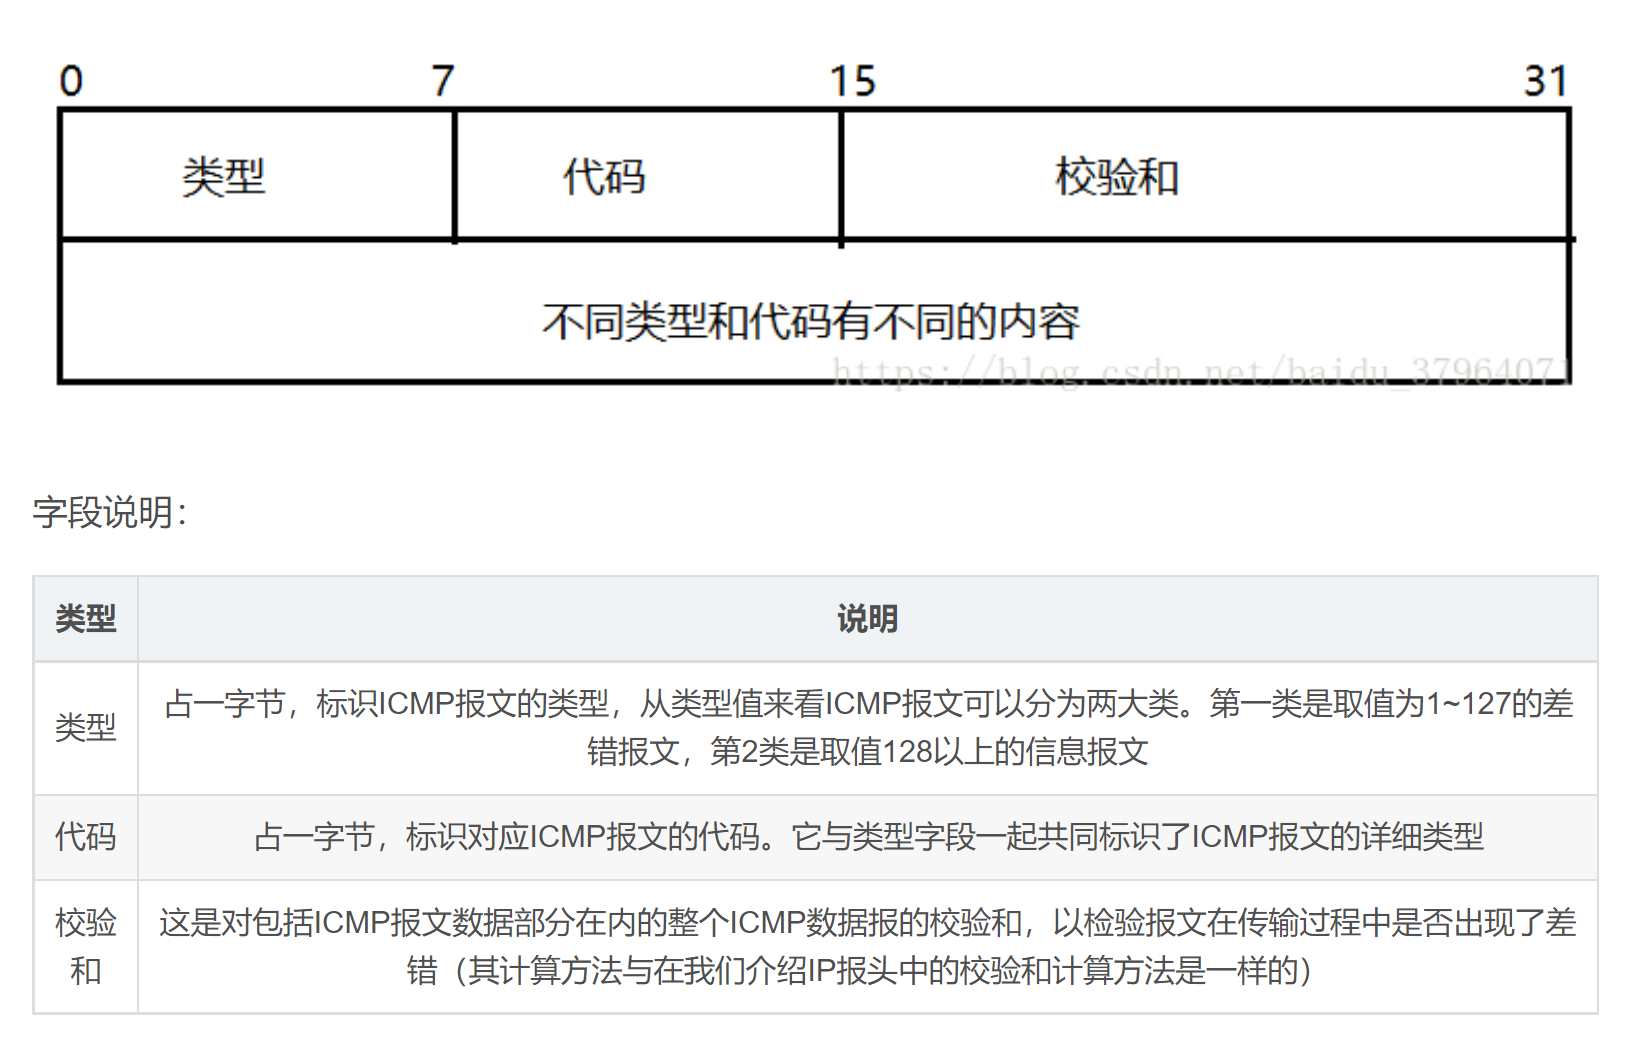 0 7 15 31
类型 代码 校验和
不同类型和代码有不同的内容
https://blog.csdn.net/baidu_37964071
字段说明：
类型 说明
类型 占一字节，标识ICMP报文的类型，从类型值来看ICMP报文可以分为两大类。第一类是取值为1~127的差
错报文，第2类是取值128以上的信息报文
代码 占一字节，标识对应ICMP报文的代码。它与类型字段一起共同标识了ICMP报文的详细类型
校验 这是对包括ICMP报文数据部分在内的整个ICMP数据报的校验和，以检验报文在传输过程中是否出现了差
和 错（其计算方法与在我们介绍IP报头中的校验和计算方法是一样的）